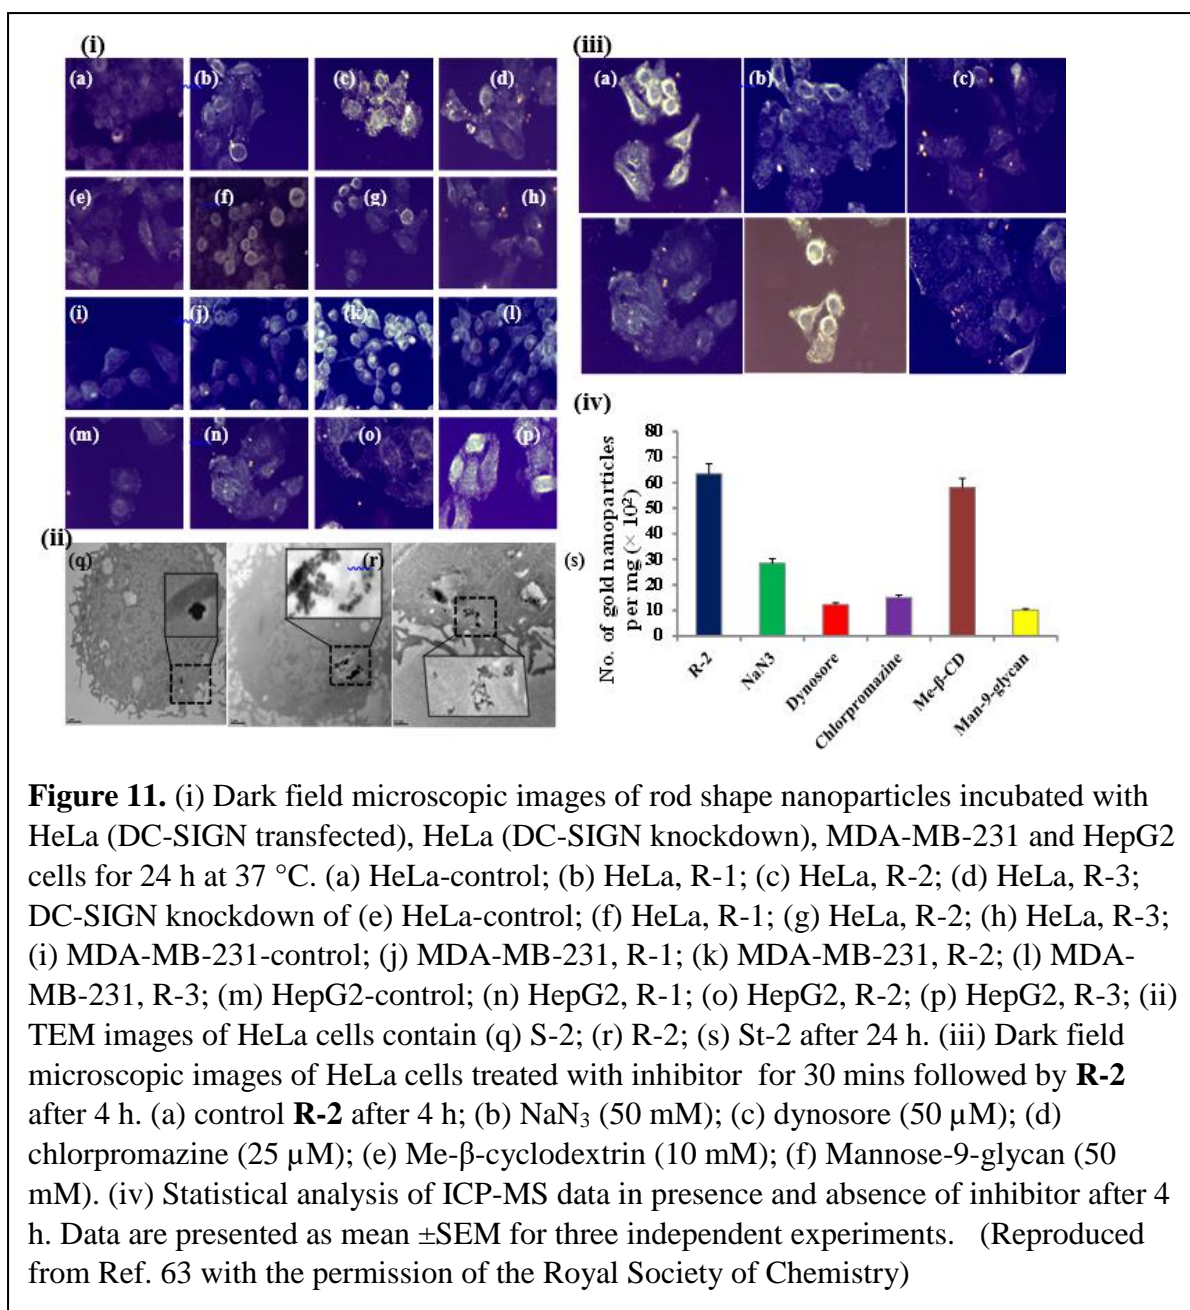 (i)
(a) (b) (c) (d)
(e) (f) (g) (h)
(i) (j) (k) (l)
(m) (n) (o) (p)
(ii)
(q) (r) (s)
(iii)
(a) (b) (c)
(iv)
No. of gold nanoparticles
per mg (× 10²)
80
70
60
50
40
30
20
10
0
R-2
NaN3
Dynosore
Chlorpromazine
Me-β-CD
Man-9-glycan
Figure 11. (i) Dark field microscopic images of rod shape nanoparticles incubated with
HeLa (DC-SIGN transfected), HeLa (DC-SIGN knockdown), MDA-MB-231 and HepG2
cells for 24 h at 37 °C. (a) HeLa-control; (b) HeLa, R-1; (c) HeLa, R-2; (d) HeLa, R-3;
DC-SIGN knockdown of (e) HeLa-control; (f) HeLa, R-1; (g) HeLa, R-2; (h) HeLa, R-3;
(i) MDA-MB-231-control; (j) MDA-MB-231, R-1; (k) MDA-MB-231, R-2; (l) MDA-
MB-231, R-3; (m) HepG2-control; (n) HepG2, R-1; (o) HepG2, R-2; (p) HepG2, R-3; (ii)
TEM images of HeLa cells contain (q) S-2; (r) R-2; (s) St-2 after 24 h. (iii) Dark field
microscopic images of HeLa cells treated with inhibitor for 30 mins followed by R-2
after 4 h. (a) control R-2 after 4 h; (b) NaN₃ (50 mM); (c) dynosore (50 µM); (d)
chlorpromazine (25 µM); (e) Me-β-cyclodextrin (10 mM); (f) Mannose-9-glycan (50
mM). (iv) Statistical analysis of ICP-MS data in presence and absence of inhibitor after 4
h. Data are presented as mean ±SEM for three independent experiments. (Reproduced
from Ref. 63 with the permission of the Royal Society of Chemistry)